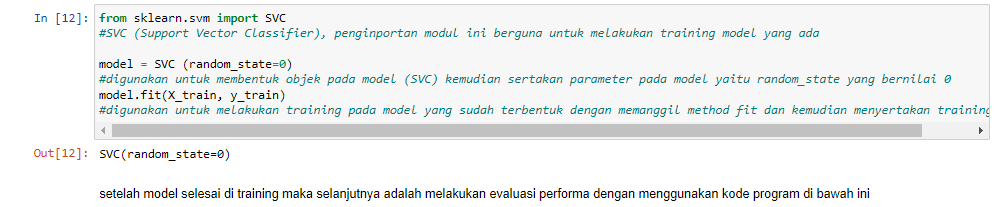 In [12]: from sklearn.svm import SVC
#SVC (Support Vector Classifier), penginportan modul ini berguna untuk melakukan training model yang ada
model = SVC (random_state=0)
#digunakan untuk membentuk objek pada model (SVC) kemudian sertakan parameter pada model yaitu random_state yang bernilai 0
model.fit(X_train, y_train)
#digunakan untuk melakukan training pada model yang sudah terbentuk dengan memanggil method fit dan kemudian menyertakan training
Out[12]: SVC(random_state=0)
setelah model selesai di training maka selanjutnya adalah melakukan evaluasi performa dengan menggunakan kode program di bawah ini